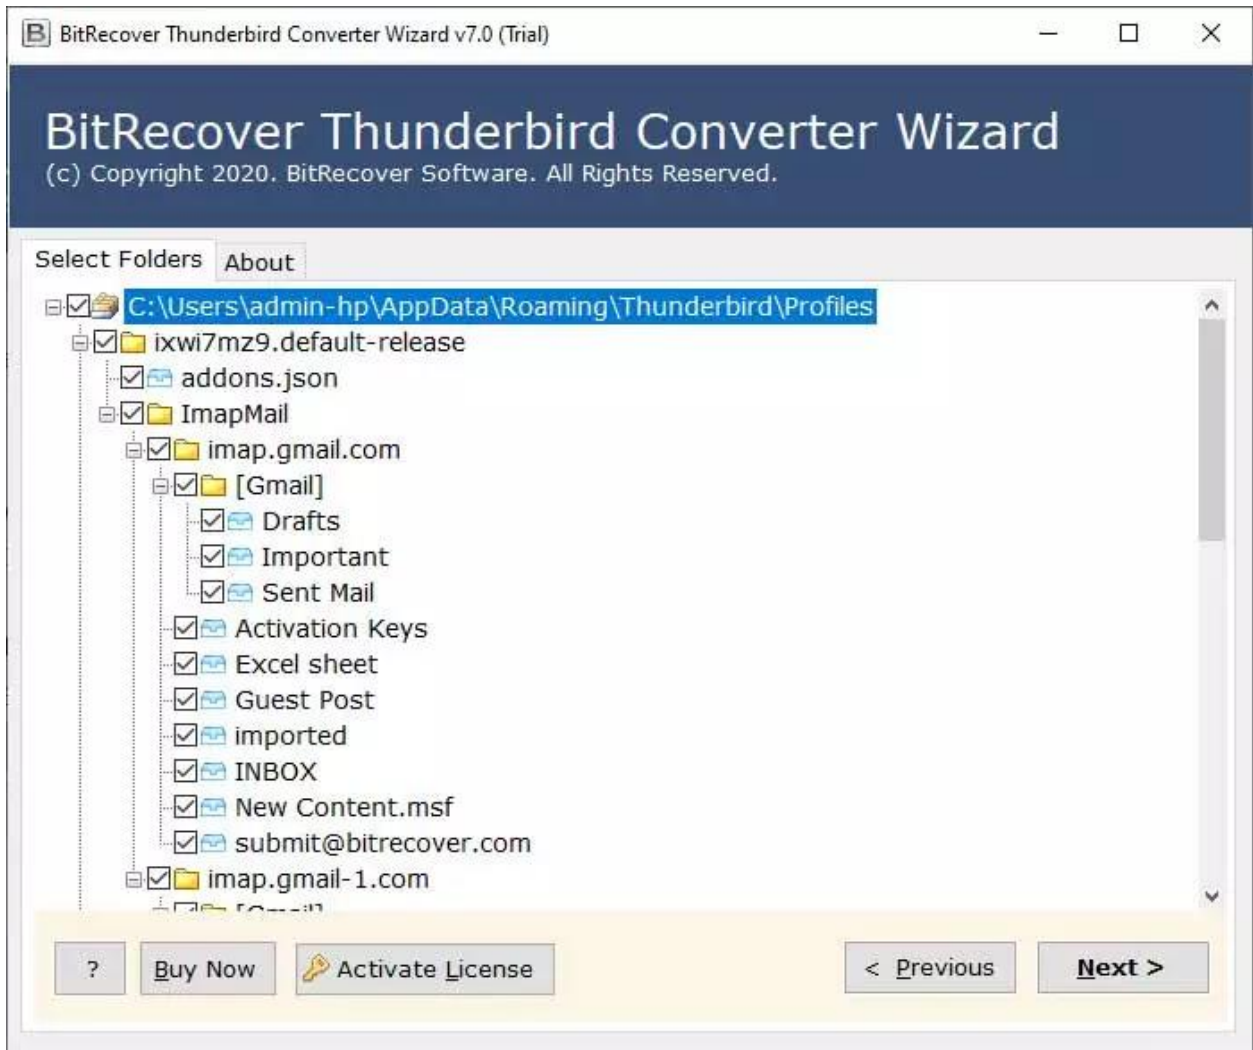 BitRecover Thunderbird Converter Wizard v7.0 (Trial)
BitRecover Thunderbird Converter Wizard
(c) Copyright 2020. BitRecover Software. All Rights Reserved.
Select Folders About
C:\Users\admin-hp\AppData\Roaming\Thunderbird\Profiles
ixwi7mz9.default-release
addons.json
ImapMail
imap.gmail.com
[Gmail]
Drafts
Important
Sent Mail
Activation Keys
Excel sheet
Guest Post
imported
INBOX
New Content.msf
submit@bitrecover.com
imap.gmail-1.com
[Gmail]
? Buy Now Activate License < Previous Next >